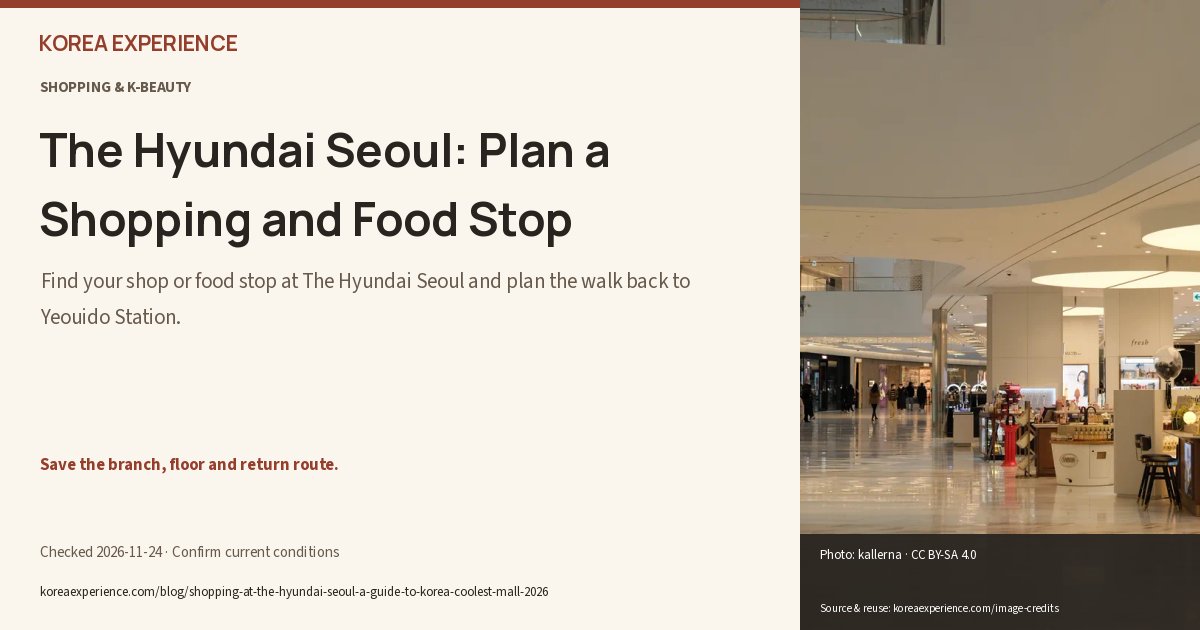 KOREA EXPERIENCE
SHOPPING & K-BEAUTY
The Hyundai Seoul: Plan a
Shopping and Food Stop
Find your shop or food stop at The Hyundai Seoul and plan the walk back to
Yeouido Station.
Save the branch, floor and return route.
Checked 2026-11-24 · Confirm current conditions
koreaexperience.com/blog/shopping-at-the-hyundai-seoul-a-guide-to-korea-coolest-mall-2026
fresh
Photo: kallerna · CC BY-SA 4.0
Source & reuse: koreaexperience.com/image-credits